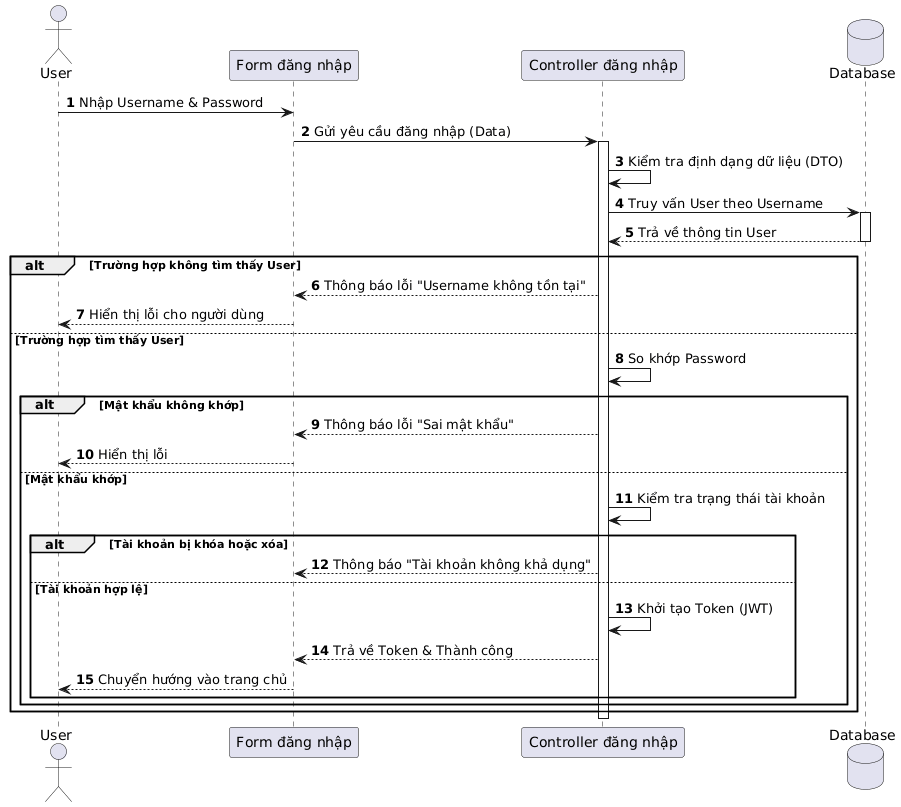 User
Form đăng nhập
Controller đăng nhập
Database
1 Nhập Username & Password
2 Gửi yêu cầu đăng nhập (Data)
3 Kiểm tra định dạng dữ liệu (DTO)
4 Truy vấn User theo Username
5 Trả về thông tin User
alt [Trường hợp không tìm thấy User]
6 Thông báo lỗi "Username không tồn tại"
7 Hiển thị lỗi cho người dùng
[Trường hợp tìm thấy User]
8 So khớp Password
alt [Mật khẩu không khớp]
9 Thông báo lỗi "Sai mật khẩu"
10 Hiển thị lỗi
[Mật khẩu khớp]
11 Kiểm tra trạng thái tài khoản
alt [Tài khoản bị khóa hoặc xóa]
12 Thông báo "Tài khoản không khả dụng"
[Tài khoản hợp lệ]
13 Khởi tạo Token (JWT)
14 Trả về Token & Thành công
15 Chuyển hướng vào trang chủ
User
Form đăng nhập
Controller đăng nhập
Database